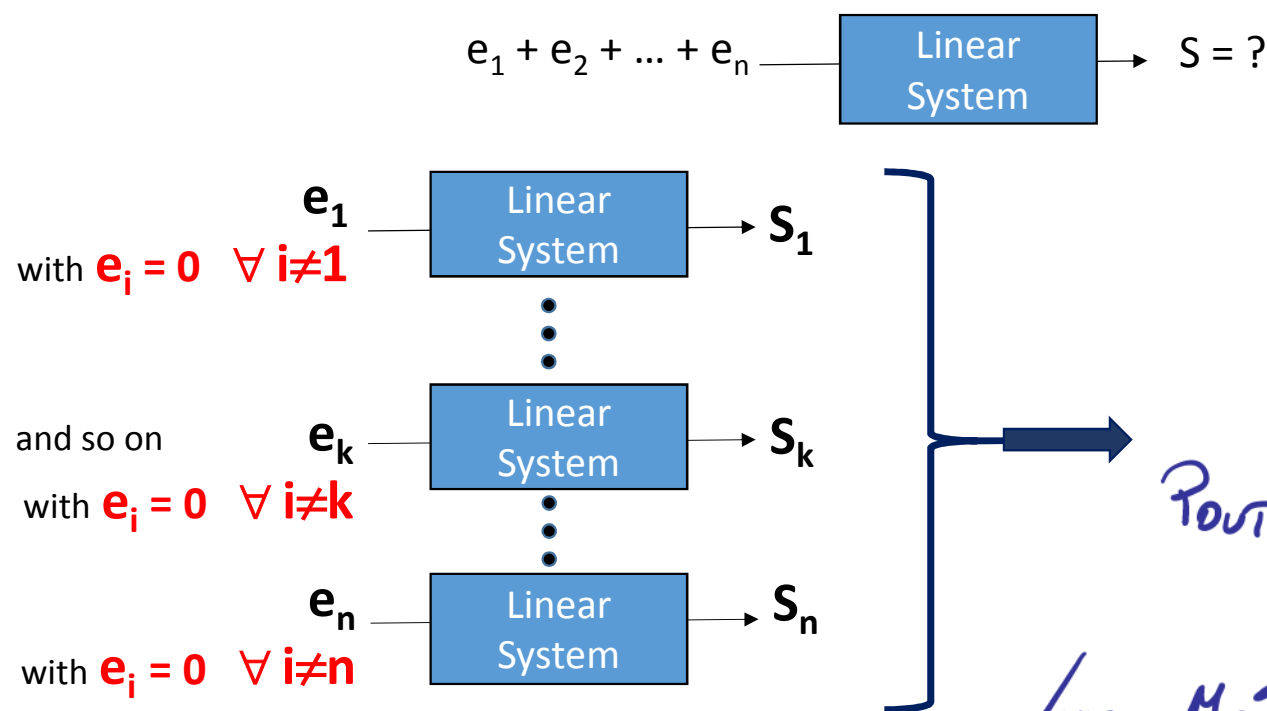 e₁ + e₂ + ... + eₙ Linear System S = ?
e₁ Linear System S₁
with eᵢ = 0 ∀ i≠1
and so on eₖ Linear System Sₖ
with eᵢ = 0 ∀ i≠k
eₙ Linear System Sₙ
with eᵢ = 0 ∀ i≠n